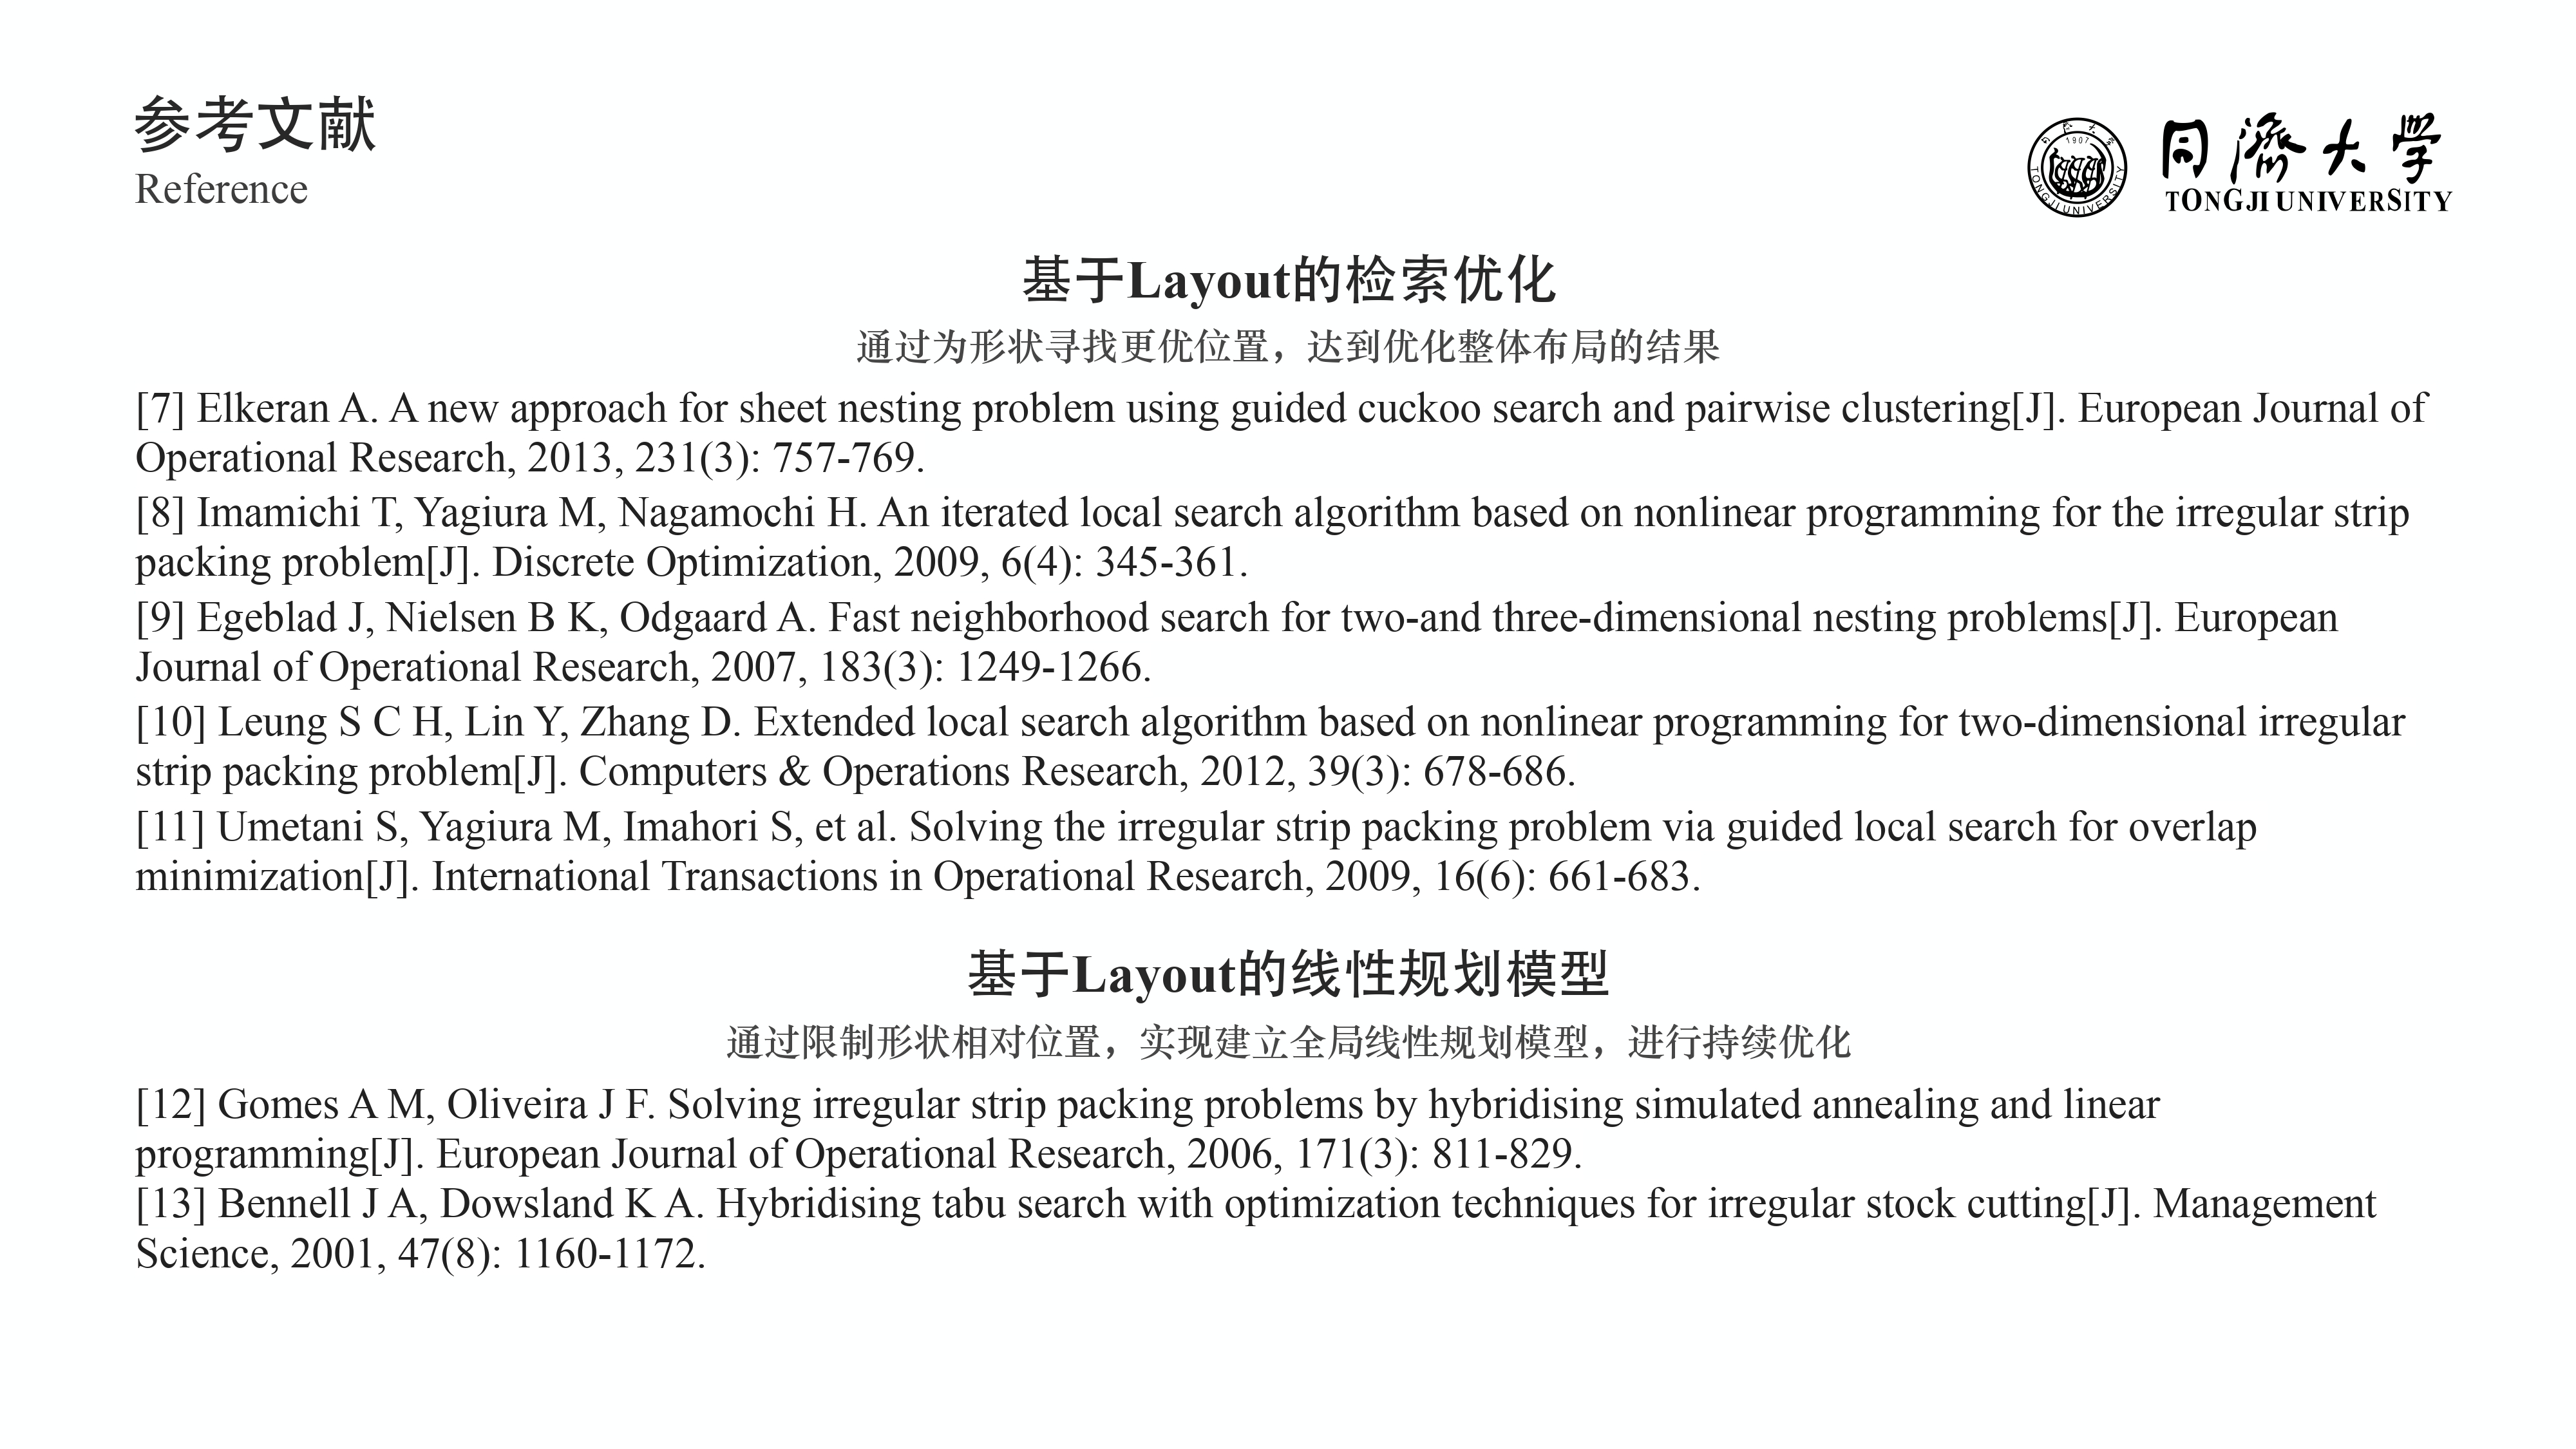 参考文献
Reference
1907
TONGJI UNIVERSITY
同濟大学
TONGJI UNIVERSITY
基于Layout的检索优化
通过为形状寻找更优位置，达到优化整体布局的结果
[7] Elkeran A. A new approach for sheet nesting problem using guided cuckoo search and pairwise clustering[J]. European Journal of
Operational Research, 2013, 231(3): 757-769.
[8] Imamichi T, Yagiura M, Nagamochi H. An iterated local search algorithm based on nonlinear programming for the irregular strip
packing problem[J]. Discrete Optimization, 2009, 6(4): 345-361.
[9] Egeblad J, Nielsen B K, Odgaard A. Fast neighborhood search for two-and three-dimensional nesting problems[J]. European
Journal of Operational Research, 2007, 183(3): 1249-1266.
[10] Leung S C H, Lin Y, Zhang D. Extended local search algorithm based on nonlinear programming for two-dimensional irregular
strip packing problem[J]. Computers & Operations Research, 2012, 39(3): 678-686.
[11] Umetani S, Yagiura M, Imahori S, et al. Solving the irregular strip packing problem via guided local search for overlap
minimization[J]. International Transactions in Operational Research, 2009, 16(6): 661-683.
基于Layout的线性规划模型
通过限制形状相对位置，实现建立全局线性规划模型，进行持续优化
[12] Gomes A M, Oliveira J F. Solving irregular strip packing problems by hybridising simulated annealing and linear
programming[J]. European Journal of Operational Research, 2006, 171(3): 811-829.
[13] Bennell J A, Dowsland K A. Hybridising tabu search with optimization techniques for irregular stock cutting[J]. Management
Science, 2001, 47(8): 1160-1172.